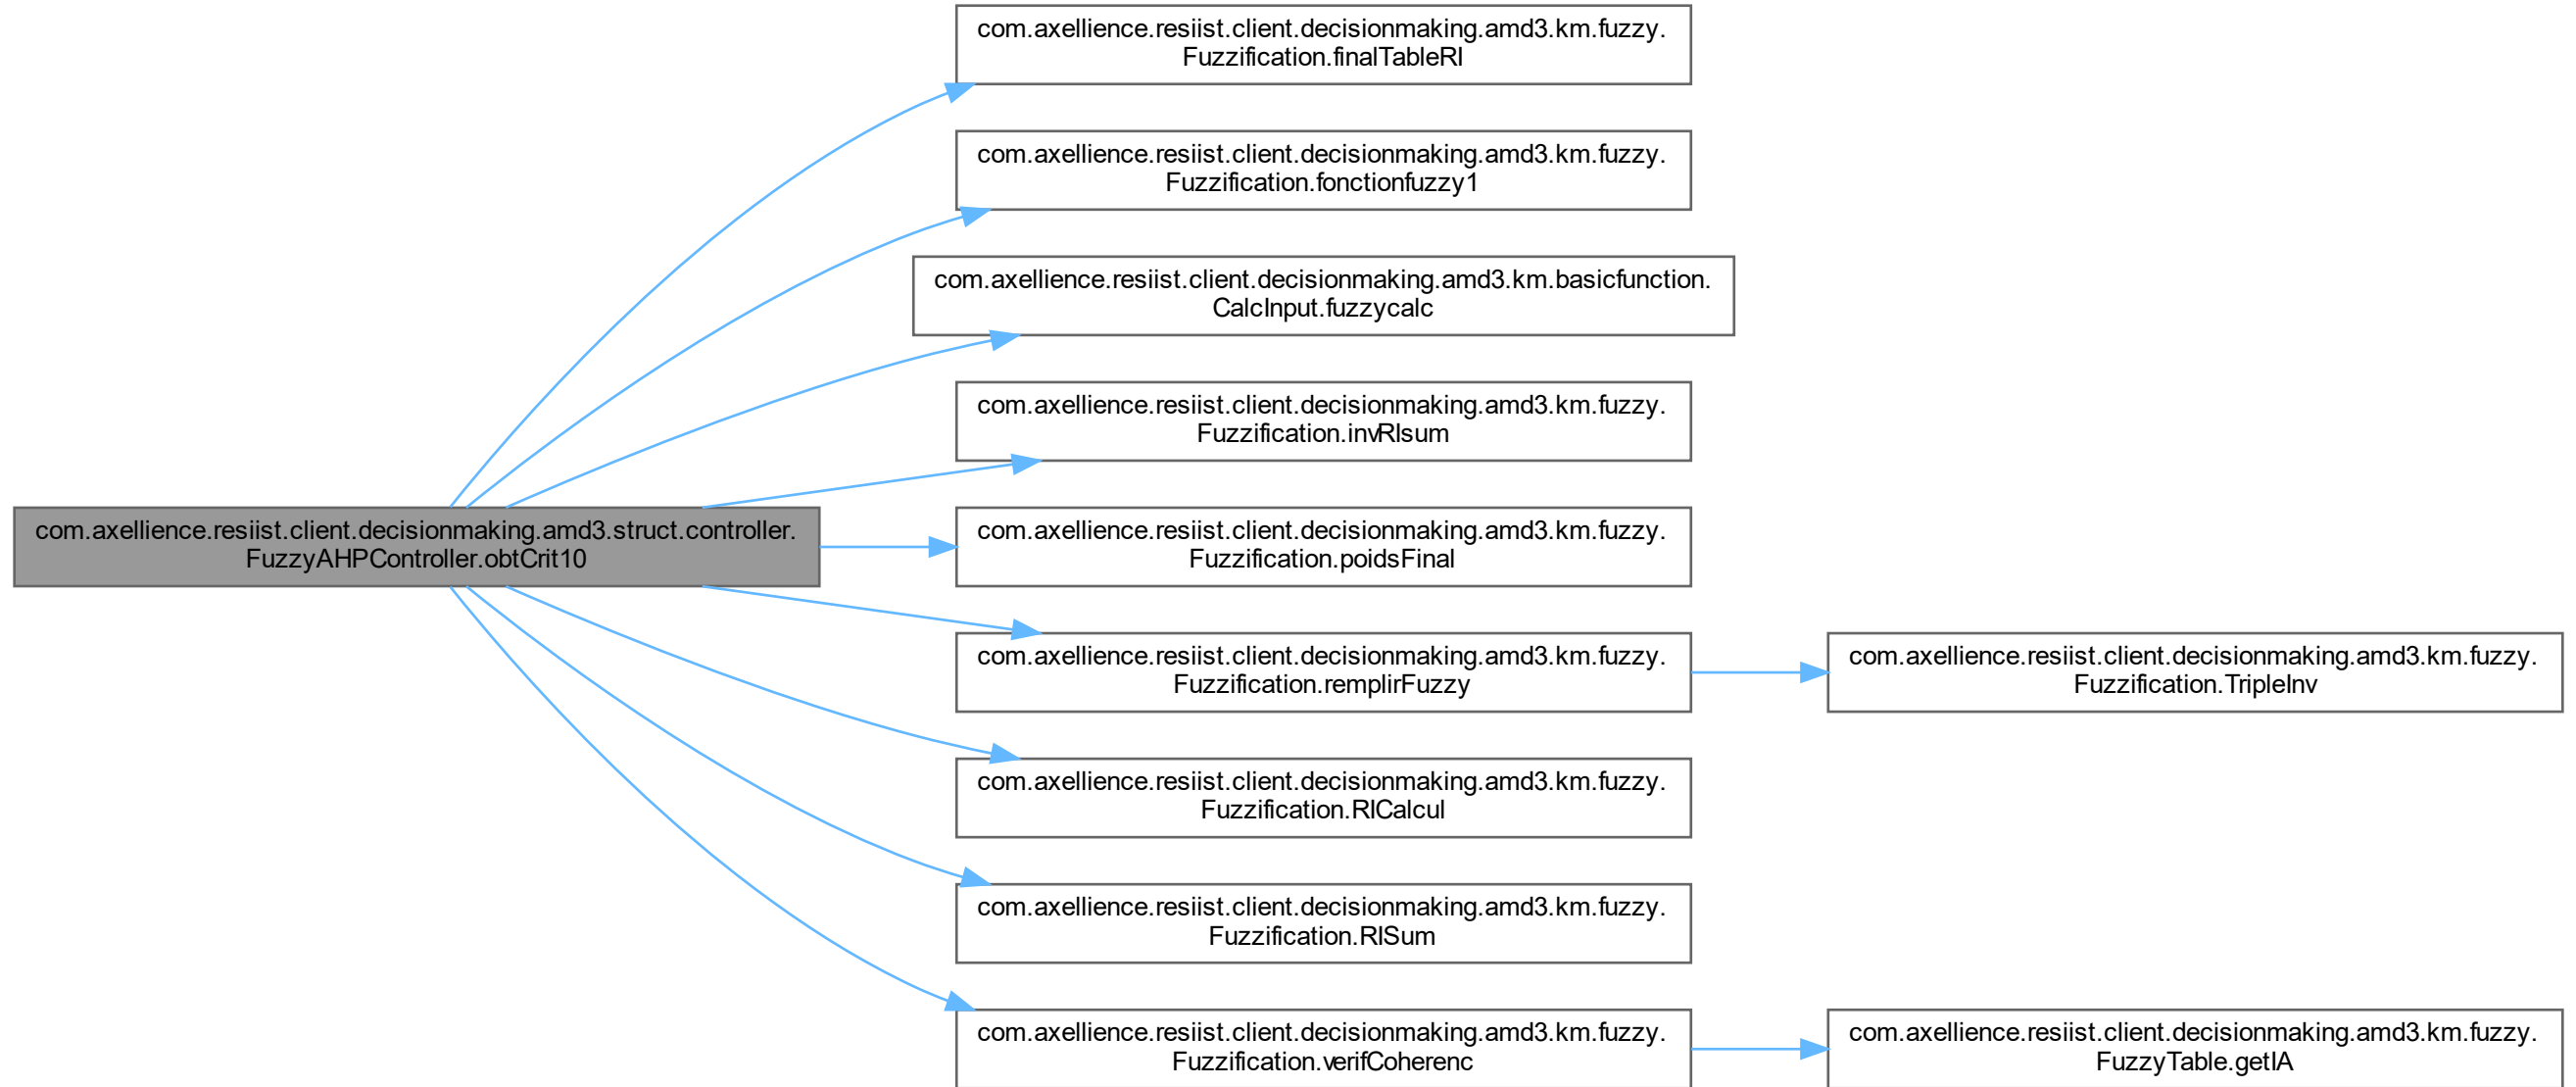 com.axellience.resiist.client.decisionmaking.amd3.km.fuzzy.
Fuzzification.finalTableRI
com.axellience.resiist.client.decisionmaking.amd3.km.fuzzy.
Fuzzification.fonctionfuzzy1
com.axellience.resiist.client.decisionmaking.amd3.km.basicfunction.
CalcInput.fuzzycalc
com.axellience.resiist.client.decisionmaking.amd3.km.fuzzy.
Fuzzification.invRIsum
com.axellience.resiist.client.decisionmaking.amd3.struct.controller.
FuzzyAHPController.obtCrit10
com.axellience.resiist.client.decisionmaking.amd3.km.fuzzy.
Fuzzification.poidsFinal
com.axellience.resiist.client.decisionmaking.amd3.km.fuzzy.
Fuzzification.remplirFuzzy
com.axellience.resiist.client.decisionmaking.amd3.km.fuzzy.
Fuzzification.TripleInv
com.axellience.resiist.client.decisionmaking.amd3.km.fuzzy.
Fuzzification.RICalcul
com.axellience.resiist.client.decisionmaking.amd3.km.fuzzy.
Fuzzification.RISum
com.axellience.resiist.client.decisionmaking.amd3.km.fuzzy.
Fuzzification.verifCoherenc
com.axellience.resiist.client.decisionmaking.amd3.km.fuzzy.
FuzzyTable.getIA